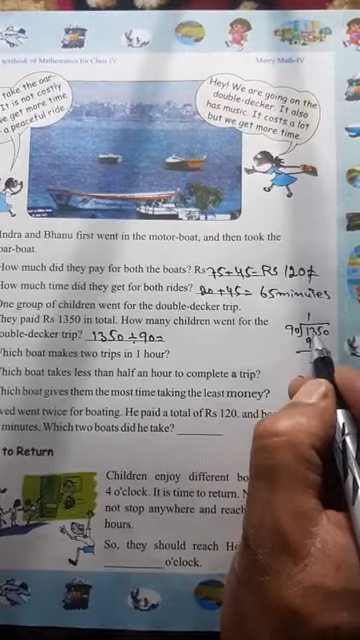 textbook of Mathematics for Class IV
Merry Math-IV
take the oar
It is not costly
we get more time
a peaceful ride
Hey! We are going on the
double-decker. It also
has music. It costs a lot
but we get more time.
Indra and Bhanu first went in the motor-boat, and then took the
oar-boat.
How much did they pay for both the boats? Rs 75+45= Rs 120
How much time did they get for both rides? 20+45= 65 minutes
One group of children went for the double-decker trip.
They paid Rs 1350 in total. How many children went for the
double-decker trip? 1350÷90=
1
90)1350
9
Which boat makes two trips in 1 hour?
Which boat takes less than half an hour to complete a trip?
Which boat gives them the most time taking the least money?
went twice for boating. He paid a total of Rs 120. and
minutes. Which two boats did he take?
to Return
Children enjoy different
4 o'clock. It is time to return.
not stop anywhere and reach
hours.
So, they should reach
o'clock.